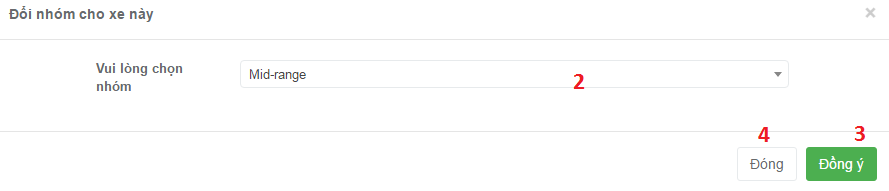 Đổi nhóm cho xe này ×
Vui lòng chọn
nhóm
Mid-range
2
4
3
Đóng
Đồng ý